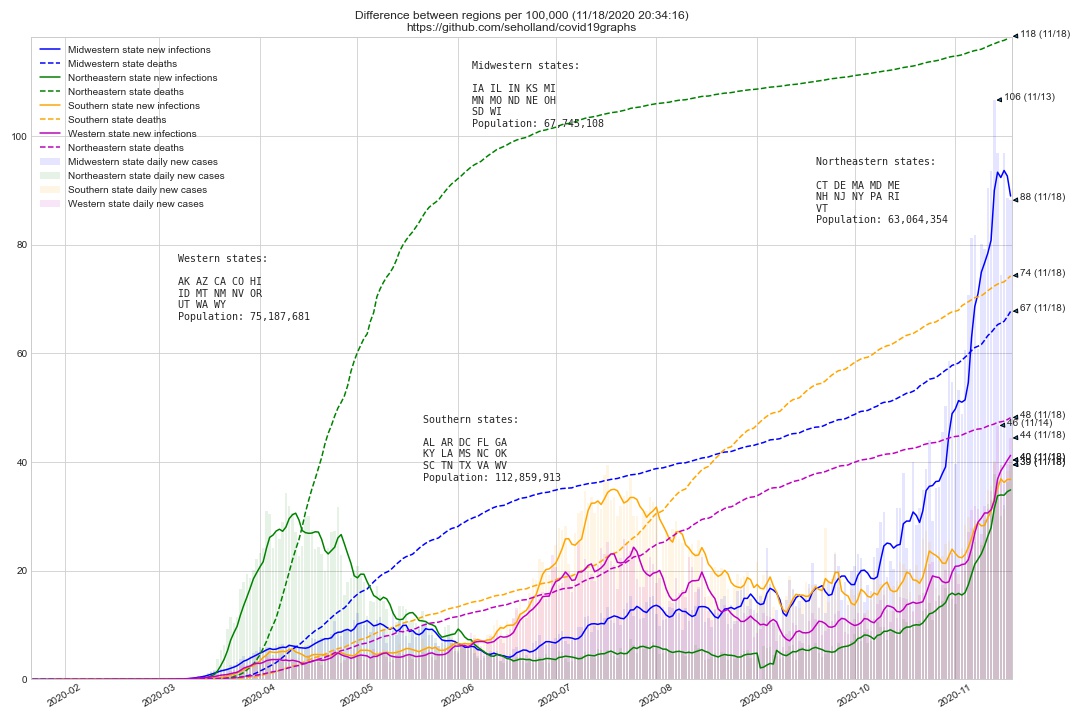 Difference between regions per 100,000 (11/18/2020 20:34:16)
https://github.com/seholland/covid19graphs
Midwestern state new infections
Midwestern state deaths
Northeastern state new infections
Northeastern state deaths
Southern state new infections
Southern state deaths
Western state new infections
Northeastern state deaths
Midwestern state daily new cases
Northeastern state daily new cases
Southern state daily new cases
Western state daily new cases
Midwestern states:
IA IL IN KS MI
MN MO ND NE OH
SD WI
Population: 67,745,108
Northeastern states:
CT DE MA MD ME
NH NJ NY PA RI
VT
Population: 63,064,354
Western states:
AK AZ CA CO HI
ID MT NM NV OR
UT WA WY
Population: 75,187,681
Southern states:
AL AR DC FL GA
KY LA MS NC OK
SC TN TX VA WV
Population: 112,859,913
118 (11/18)
106 (11/13)
88 (11/18)
74 (11/18)
67 (11/18)
48 (11/18)
46 (11/14)
44 (11/18)
40 (11/18)
39 (11/18)
100
80
60
40
20
0
2020-02
2020-03
2020-04
2020-05
2020-06
2020-07
2020-08
2020-09
2020-10
2020-11